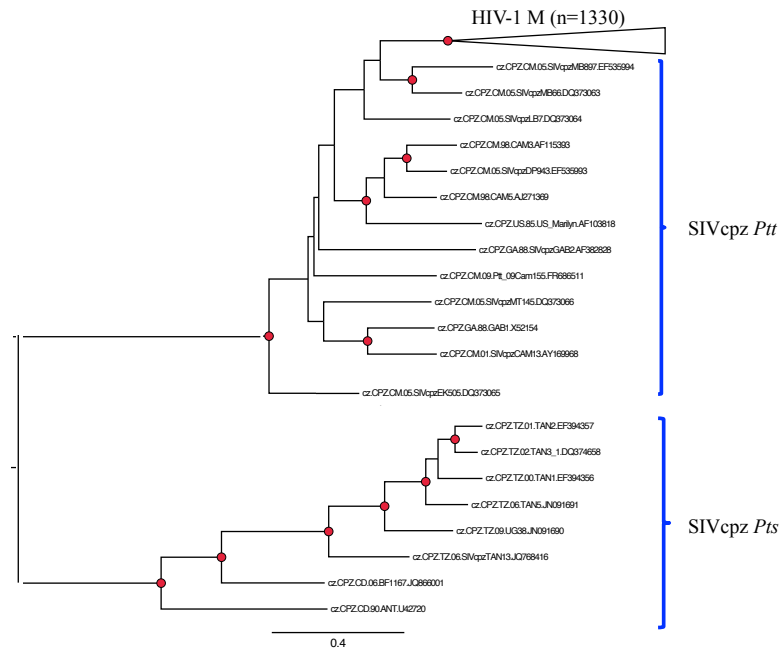 HIV-1 M (n=1330)
cz.CPZ.CM.05.SIVcpzMB897.EF535994
cz.CPZ.CM.05.SIVcpzMB66.DQ373063
cz.CPZ.CM.05.SIVcpzLB7.DQ373064
cz.CPZ.CM.98.CAM3.AF115393
cz.CPZ.CM.05.SIVcpzDP943.EF535993
cz.CPZ.CM.98.CAM5.AJ271369
cz.CPZ.US.85.US_Marilyn.AF103818
SIVcpz Ptt
cz.CPZ.GA.88.SIVcpzGAB2.AF382828
cz.CPZ.CM.09.Ptt_09Cam155.FR686511
cz.CPZ.CM.05.SIVcpzMT145.DQ373066
cz.CPZ.GA.88.GAB1.X52154
cz.CPZ.CM.01.SIVcpzCAM13.AY169968
cz.CPZ.CM.05.SIVcpzEK505.DQ373065
cz.CPZ.TZ.01.TAN2.EF394357
cz.CPZ.TZ.02.TAN3_1.DQ374658
cz.CPZ.TZ.00.TAN1.EF394356
cz.CPZ.TZ.06.TAN5.JN091691
SIVcpz Pts
cz.CPZ.TZ.09.UG38.JN091690
cz.CPZ.TZ.06.SIVcpzTAN13.JQ768416
cz.CPZ.CD.06.BF1167.JQ866001
cz.CPZ.CD.90.ANT.U42720
0.4